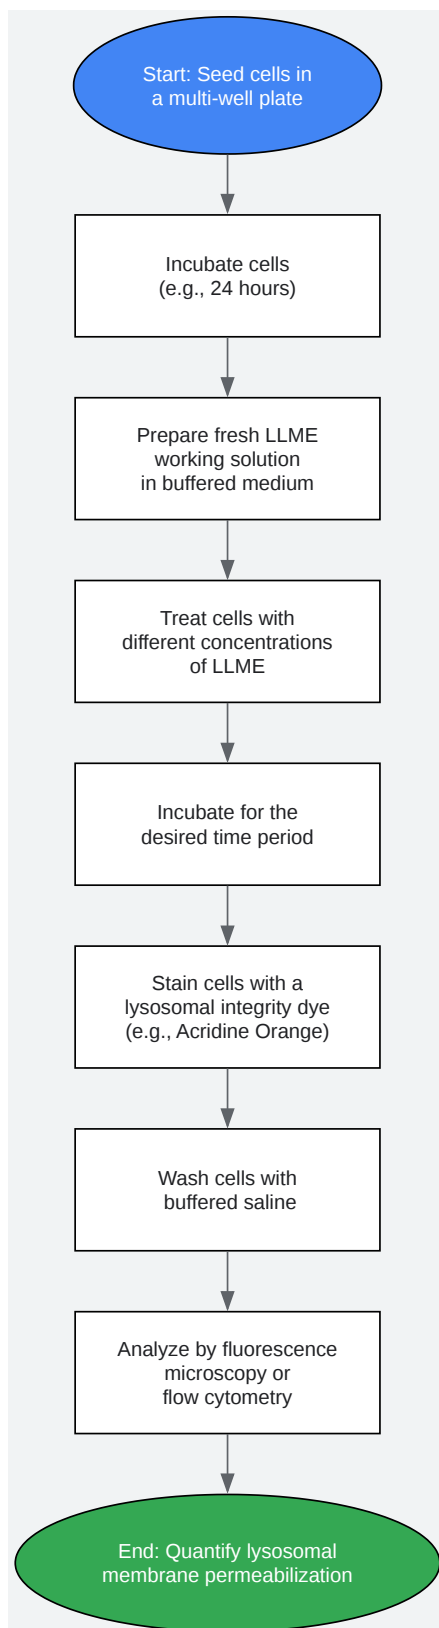 Start: Seed cells in
a multi-well plate
Incubate cells
(e.g., 24 hours)
Prepare fresh LLME
working solution
in buffered medium
Treat cells with
different concentrations
of LLME
Incubate for the
desired time period
Stain cells with a
lysosomal integrity dye
(e.g., Acridine Orange)
Wash cells with
buffered saline
Analyze by fluorescence
microscopy or
flow cytometry
End: Quantify lysosomal
membrane permeabilization